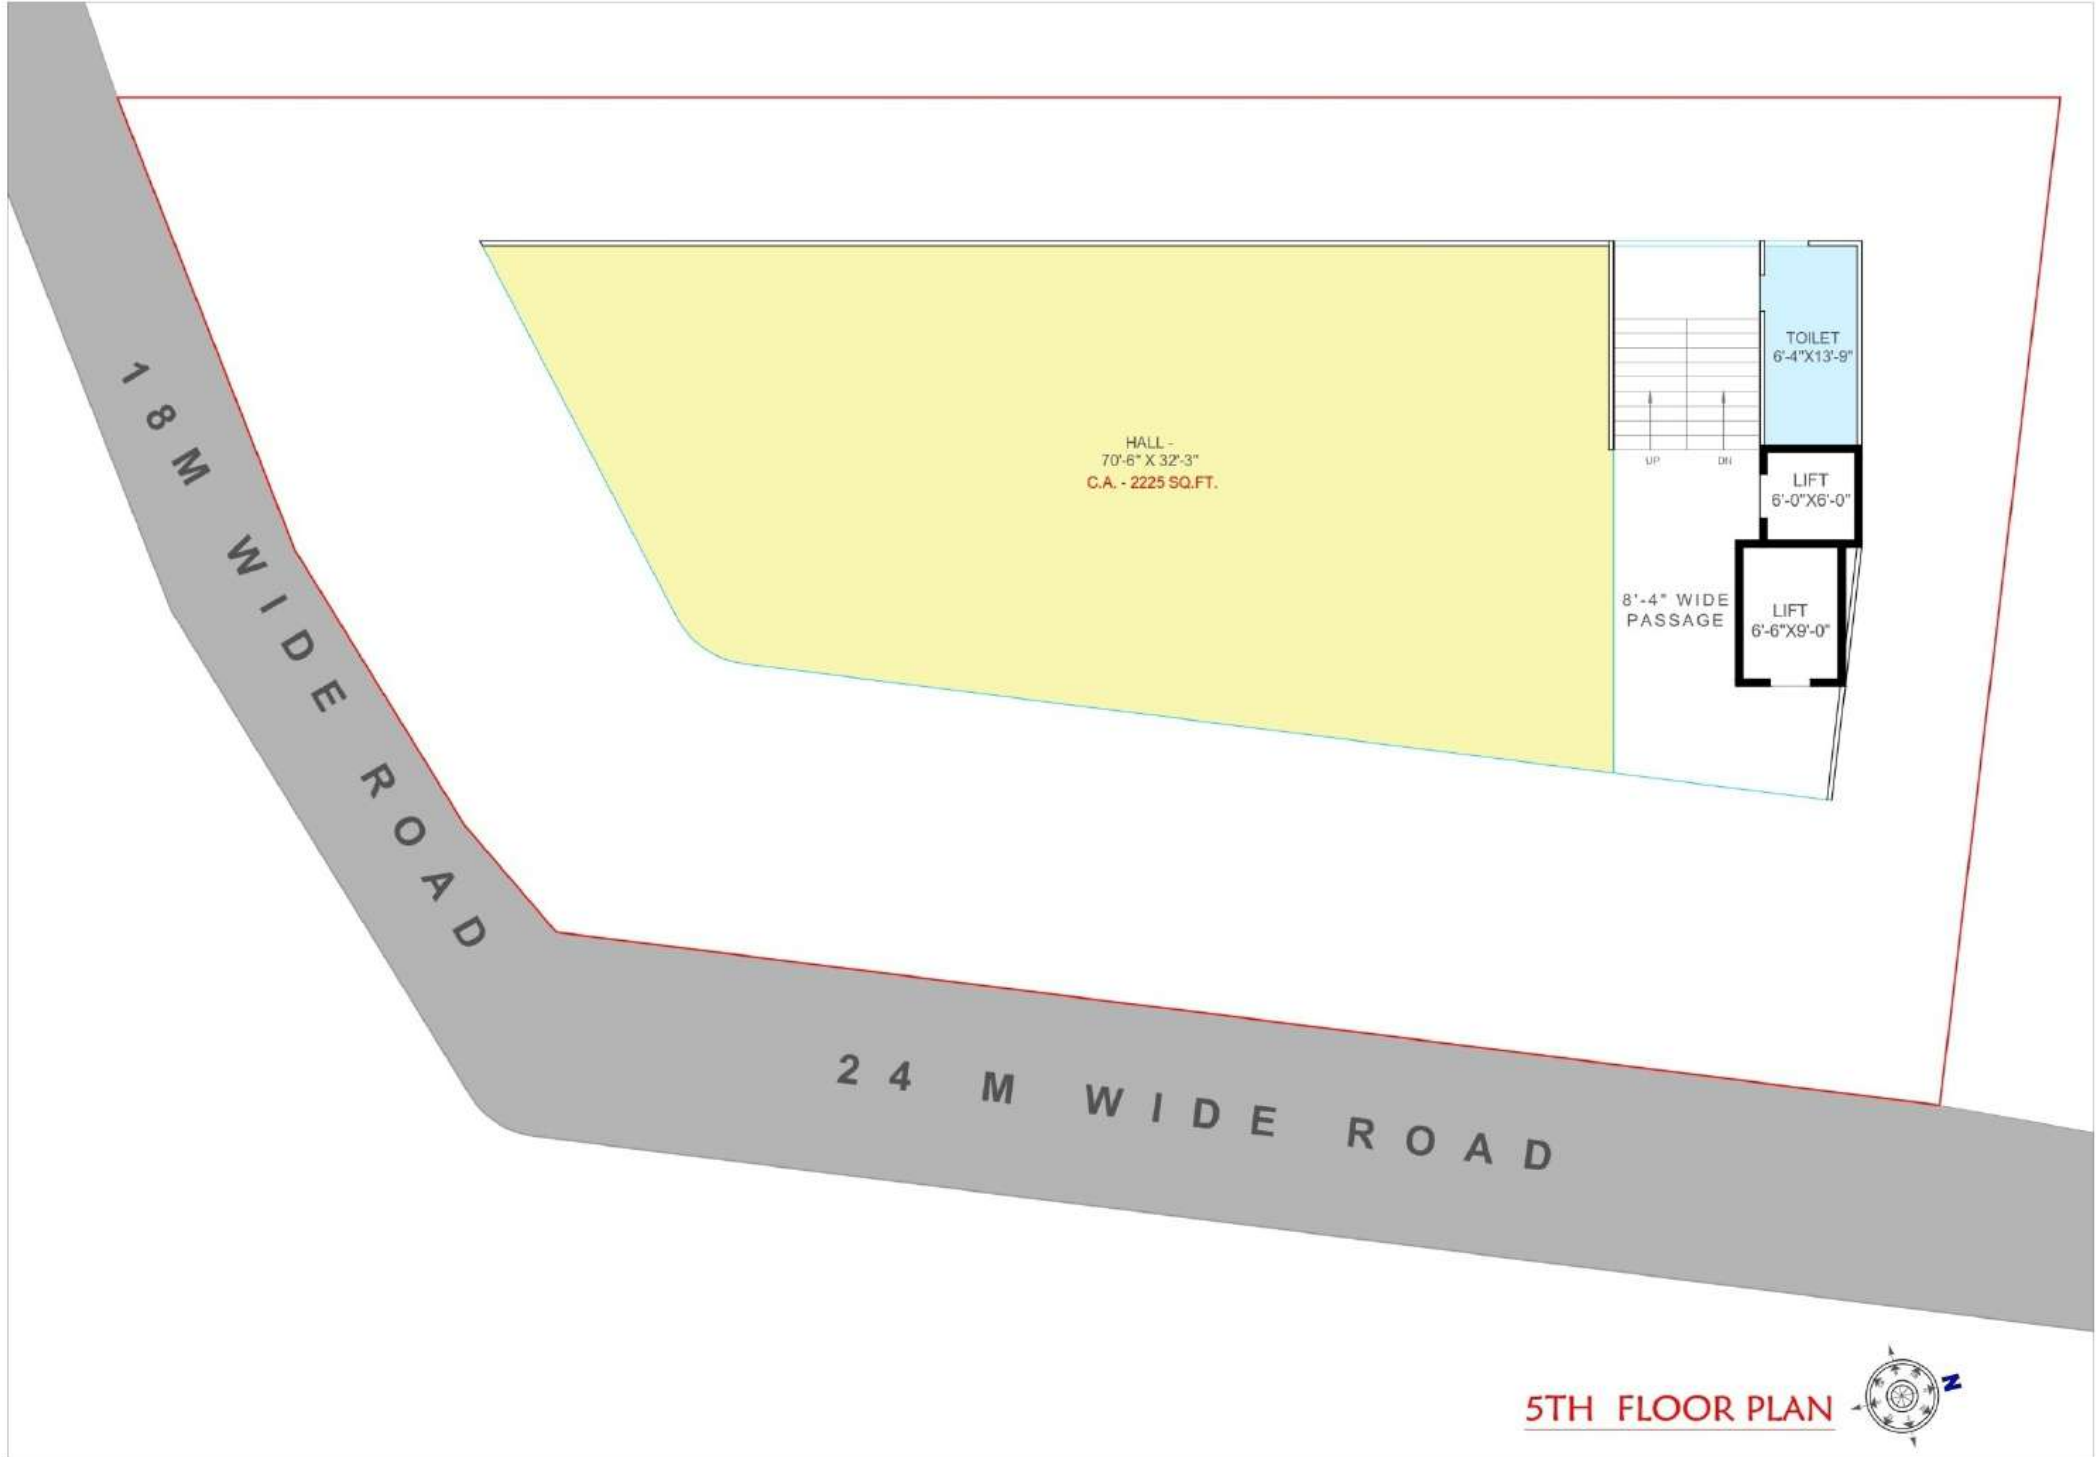 TOILET
6'-4"X13'-9"
HALL -
70'-6" X 32'-3"
C.A. - 2225 SQ.FT.
UP
DN
LIFT
6'-0"X6'-0"
8'-4" WIDE
PASSAGE
LIFT
6'-6"X9'-0"
18M WIDE ROAD
24 M WIDE ROAD
5TH FLOOR PLAN
N